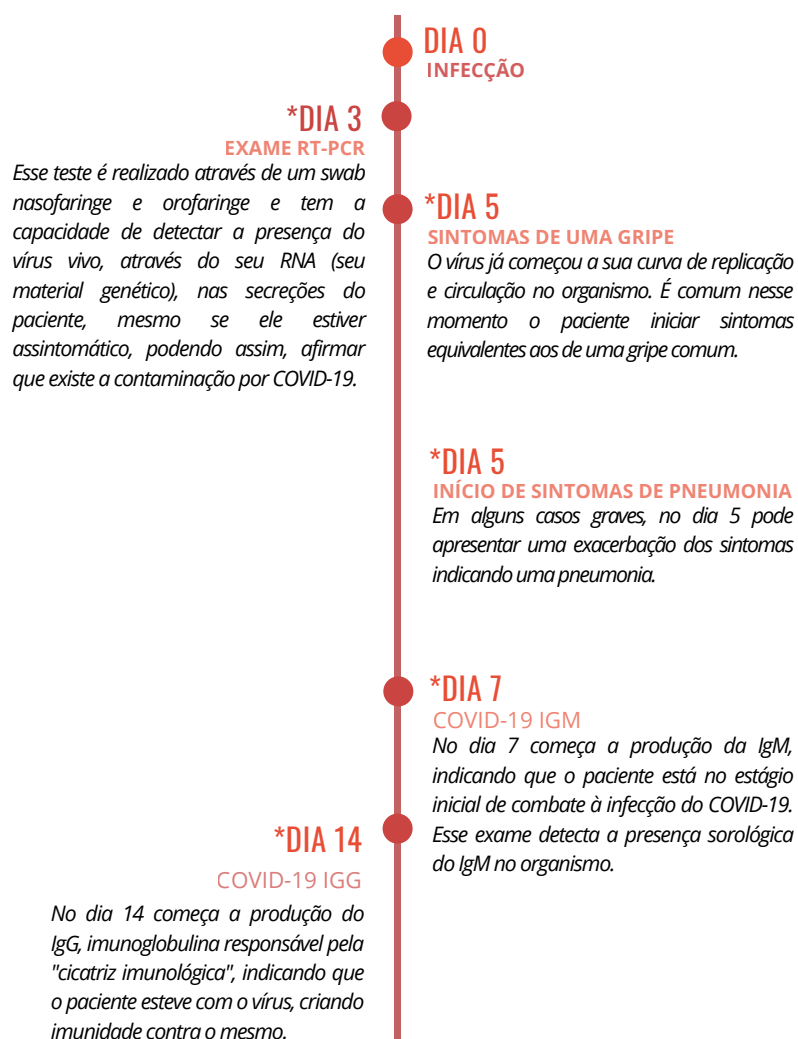 DIA 0
INFECÇÃO
*DIA 3
EXAME RT-PCR
Esse teste é realizado através de um swab
nasofaringe e orofaringe e tem a
capacidade de detectar a presença do
vírus vivo, através do seu RNA (seu
material genético), nas secreções do
paciente, mesmo se ele estiver
assintomático, podendo assim, afirmar
que existe a contaminação por COVID-19.
*DIA 5
SINTOMAS DE UMA GRIPE
O vírus já começou a sua curva de replicação
e circulação no organismo. É comum nesse
momento o paciente iniciar sintomas
equivalentes aos de uma gripe comum.
*DIA 5
INÍCIO DE SINTOMAS DE PNEUMONIA
Em alguns casos graves, no dia 5 pode
apresentar uma exacerbação dos sintomas
indicando uma pneumonia.
*DIA 7
COVID-19 IGM
No dia 7 começa a produção da IgM,
indicando que o paciente está no estágio
inicial de combate à infecção do COVID-19.
Esse exame detecta a presença sorológica
do IgM no organismo.
*DIA 14
COVID-19 IGG
No dia 14 começa a produção do
IgG, imunoglobulina responsável pela
"cicatriz imunológica", indicando que
o paciente esteve com o vírus, criando
imunidade contra o mesmo.